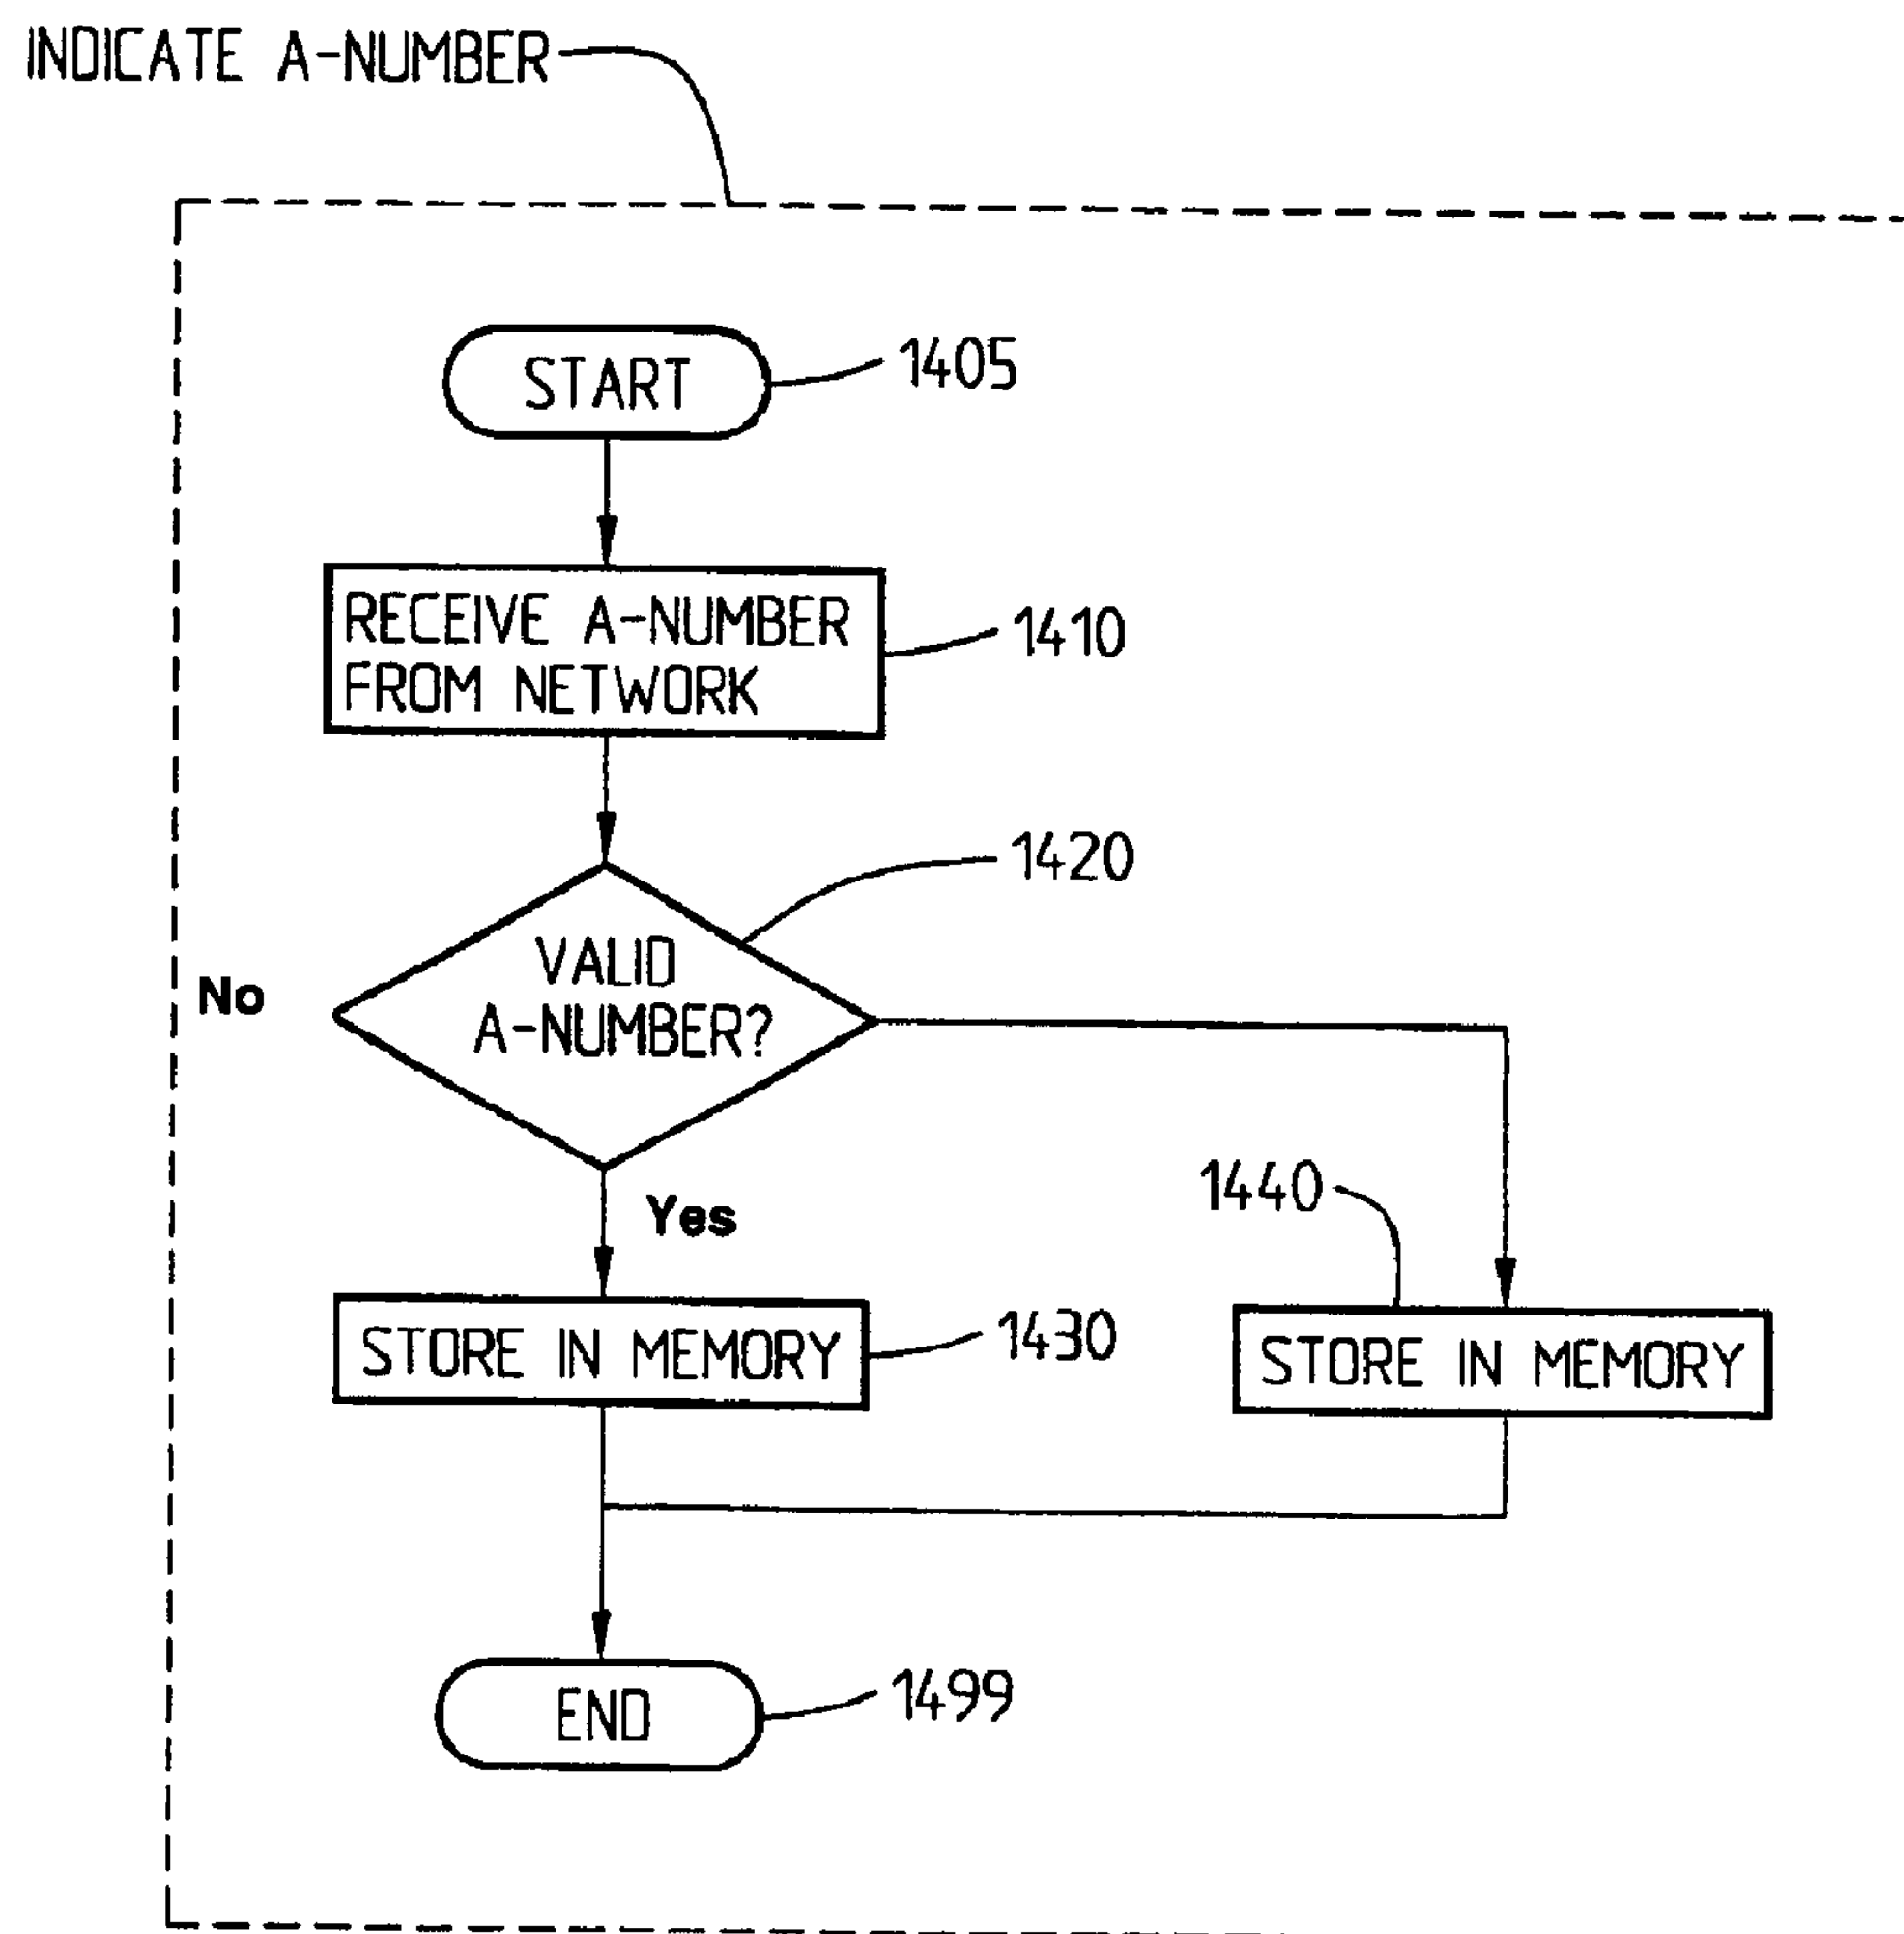 INDICATE A-NUMBER
START
1405
RECEIVE A-NUMBER
FROM NETWORK
1410
1420
VALID
A-NUMBER?
No
Yes
1440
STORE IN MEMORY
1430
STORE IN MEMORY
END
1499